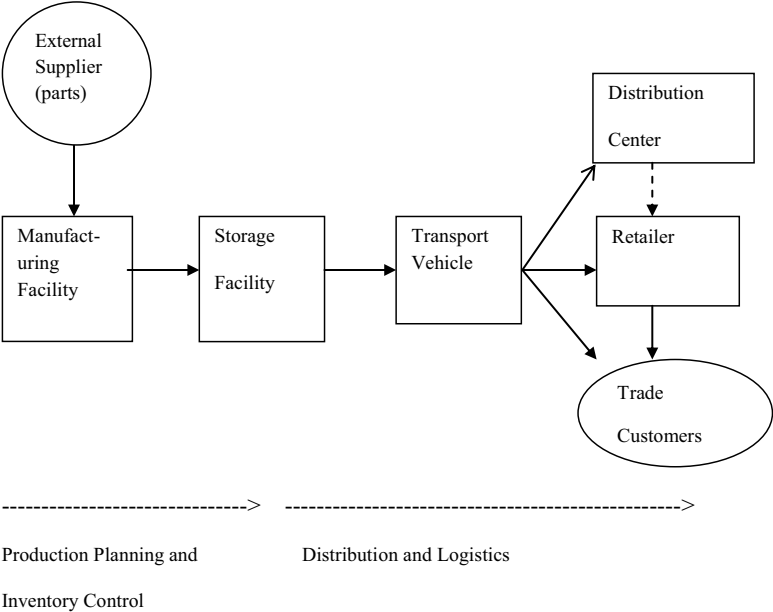 External
Supplier
(parts)
Distribution
Center
Manufact-
uring
Facility
Storage
Facility
Transport
Vehicle
Retailer
Trade
Customers
Production Planning and
Inventory Control
Distribution and Logistics